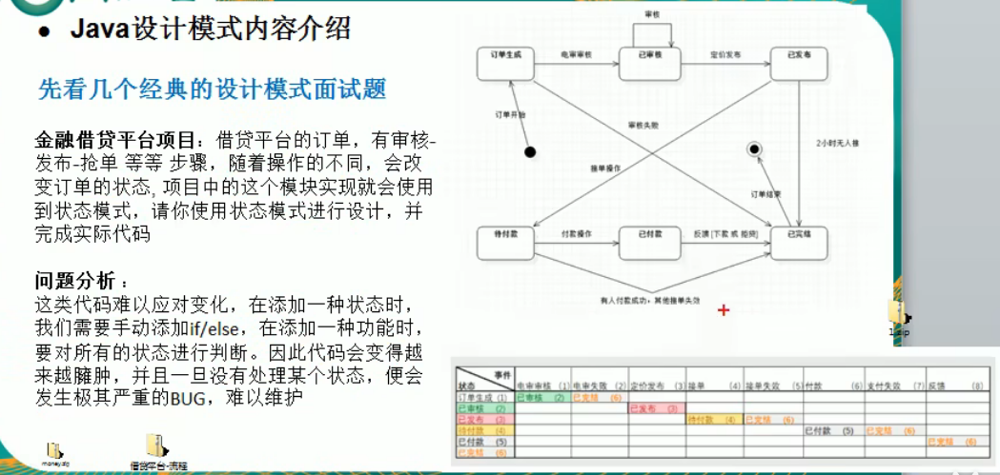 Java设计模式内容介绍
先看几个经典的设计模式面试题
金融借贷平台项目：借贷平台的订单，有审核-
发布-抢单 等等 步骤，随着操作的不同，会改
变订单的状态, 项目中的这个模块实现就会使用
到状态模式，请你使用状态模式进行设计，并
完成实际代码
问题分析：
这类代码难以应对变化，在添加一种状态时，
我们需要手动添加if/else，在添加一种功能时，
要对所有的状态进行判断。因此代码会变得越
来越臃肿，并且一旦没有处理某个状态，便会
发生极其严重的BUG，难以维护
money.zip
借贷平台-流程
审核
订单生成 电审审核 已审核 定价发布 已发布
订单开始
审核失败
2小时无人接
接单操作
订单结束
待付款 付款操作 已付款 反馈 [下款 或 拒绝] 已完结
有人付款成功，其他接单失败
1.zip
事件
状态 电审审核 (1) 电审失败 (2) 定价发布 (3) 接单 (4) 接单失效 (5) 付款 (6) 支付失效 (7) 反馈 (8)
订单生成 (1) 已审核 (2) 已完结 (6)
已审核 (2) 已发布 (3)
已发布 (3) 待付款 (4) 已完结 (6)
待付款 (4) 已付款 (5) 已完结 (6)
已付款 (5) 已完结 (6)
已完结 (6)